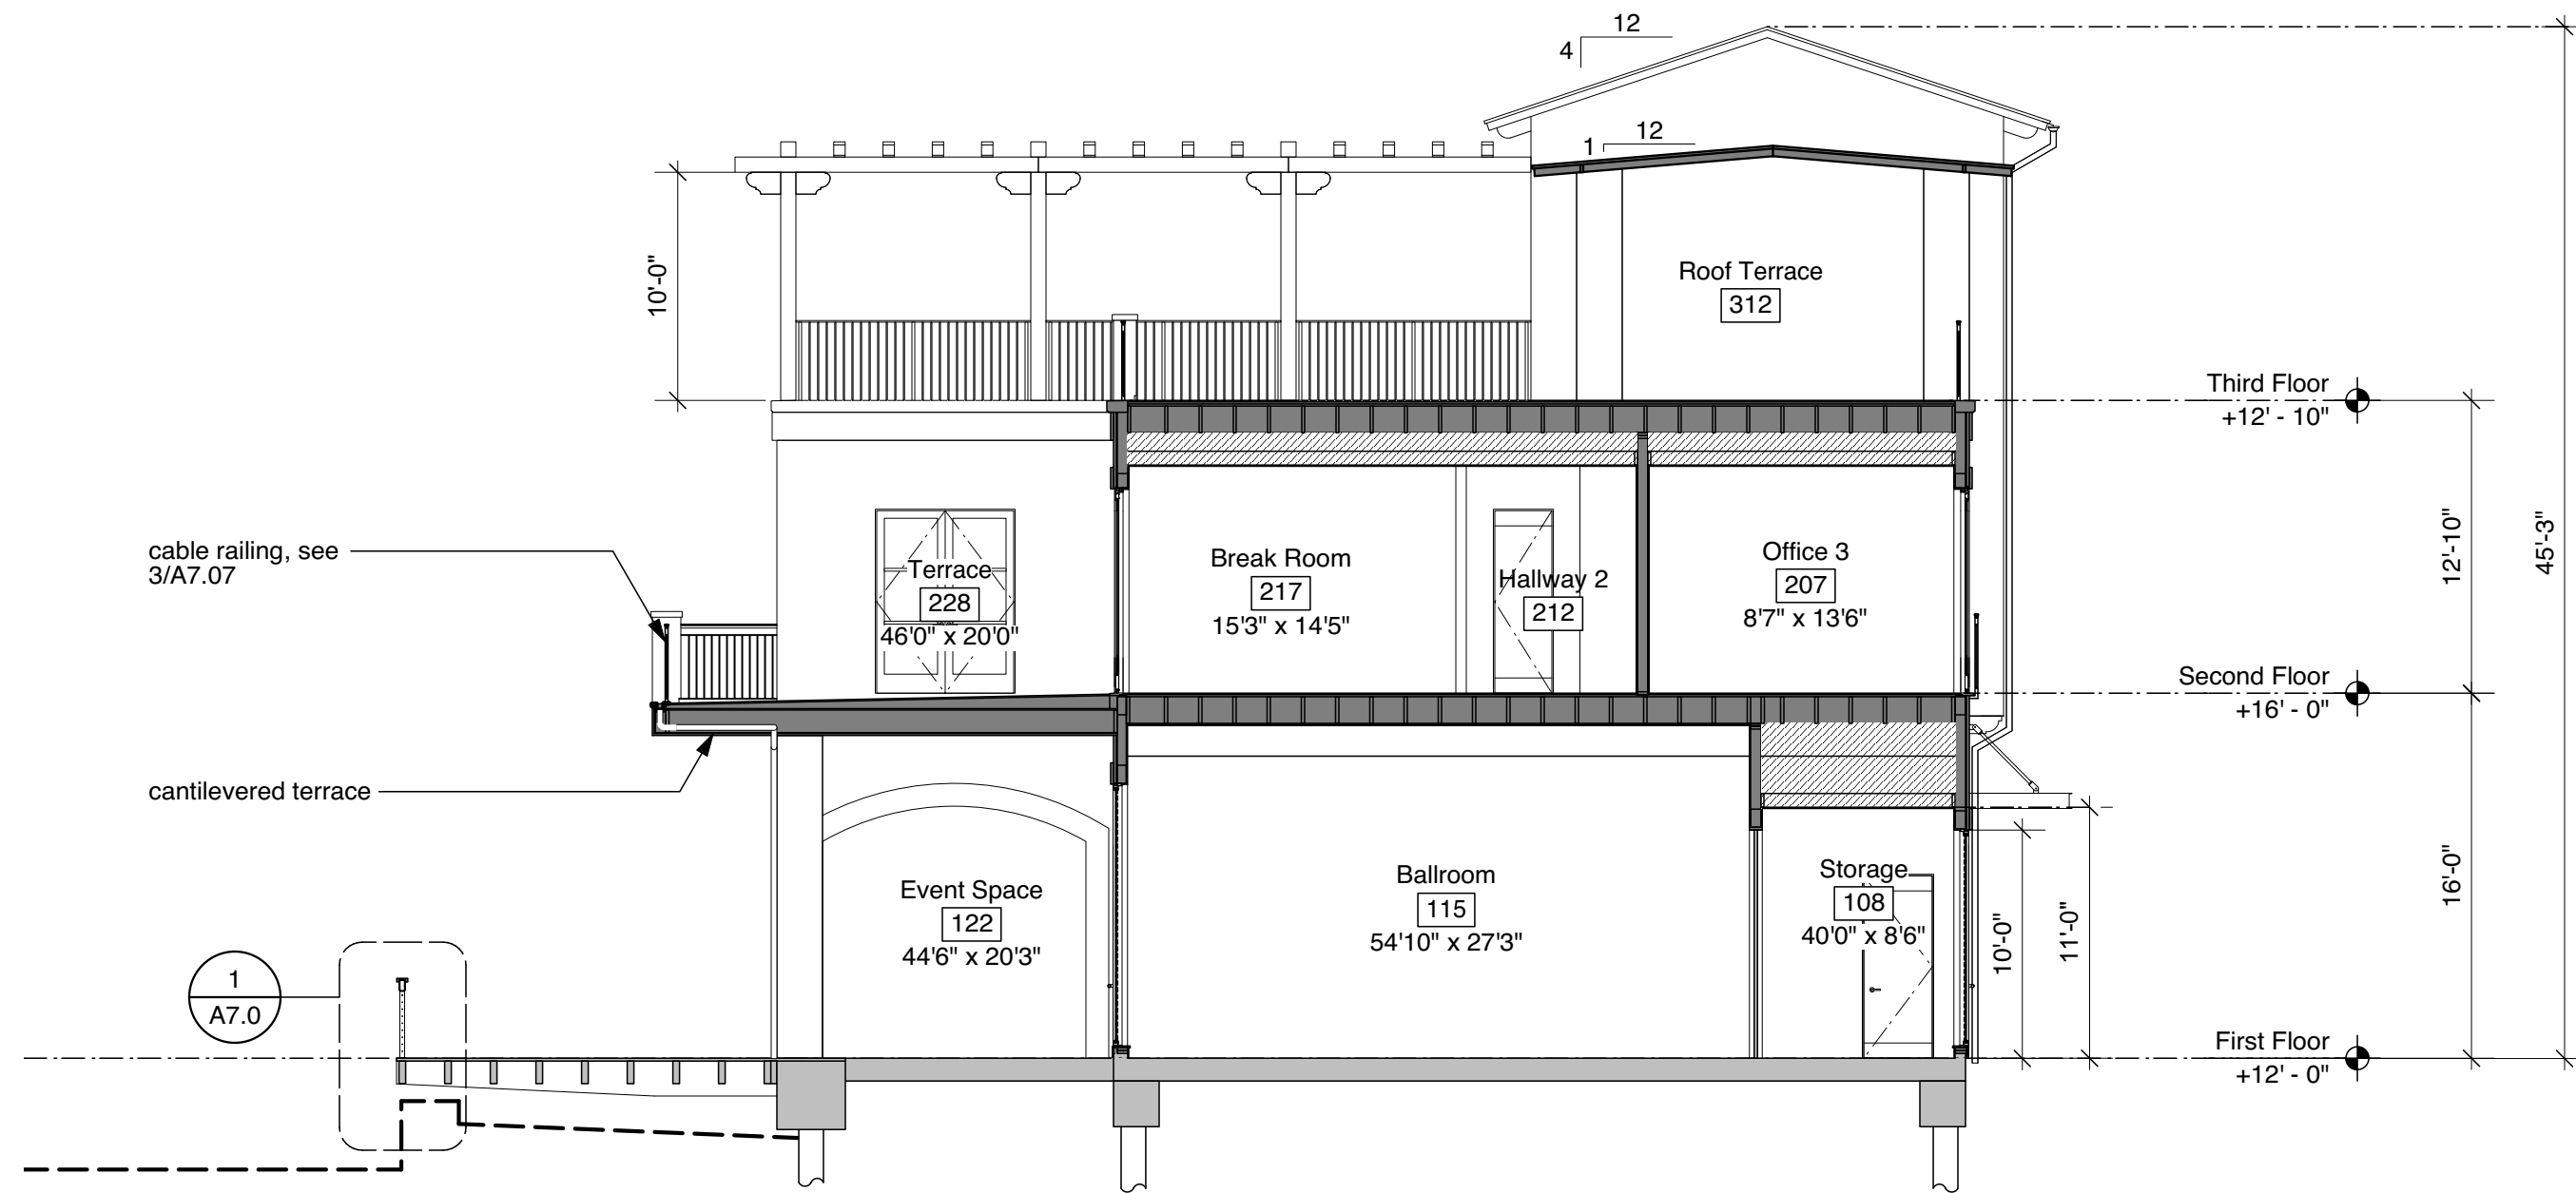 12
4
12
1
10'-0"
Roof Terrace
312
Third Floor
+12' - 10"
45'-3"
12'-10"
cable railing, see
3/A7.07
Terrace
228
46'0" x 20'0"
Break Room
217
15'3" x 14'5"
Hallway 2
212
Office 3
207
8'7" x 13'6"
Second Floor
+16' - 0"
cantilevered terrace
Event Space
122
44'6" x 20'3"
Ballroom
115
54'10" x 27'3"
Storage
108
40'0" x 8'6"
10'-0"
11'-0"
16'-0"
1
A7.0
First Floor
+12' - 0"